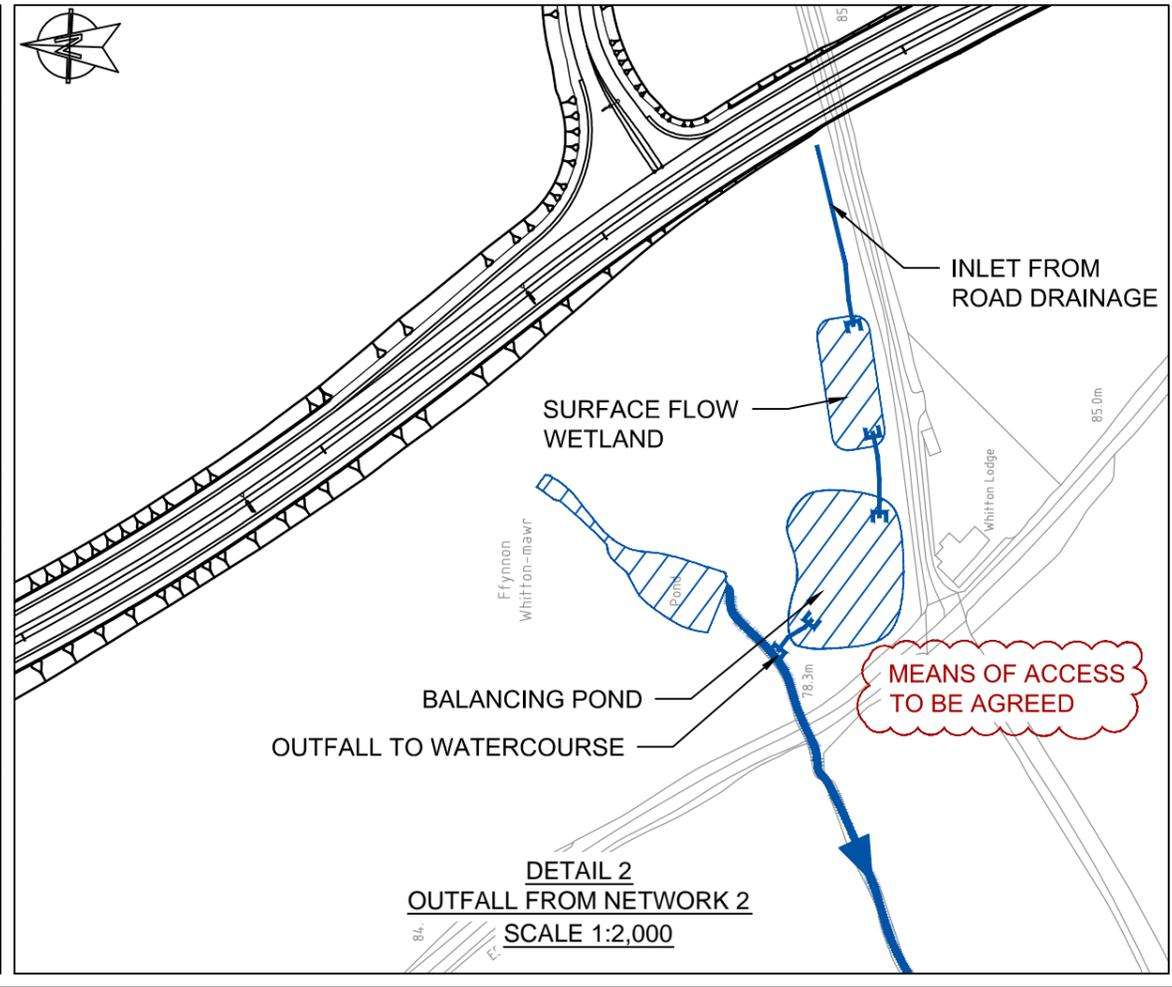 N
85
INLET FROM
ROAD DRAINAGE
SURFACE FLOW
WETLAND
85.0m
Whitton Lodge
Ffynnon
Whitton-mawr
Pond
78.3m
MEANS OF ACCESS
TO BE AGREED
BALANCING POND
OUTFALL TO WATERCOURSE
DETAIL 2
OUTFALL FROM NETWORK 2
SCALE 1:2,000
84.